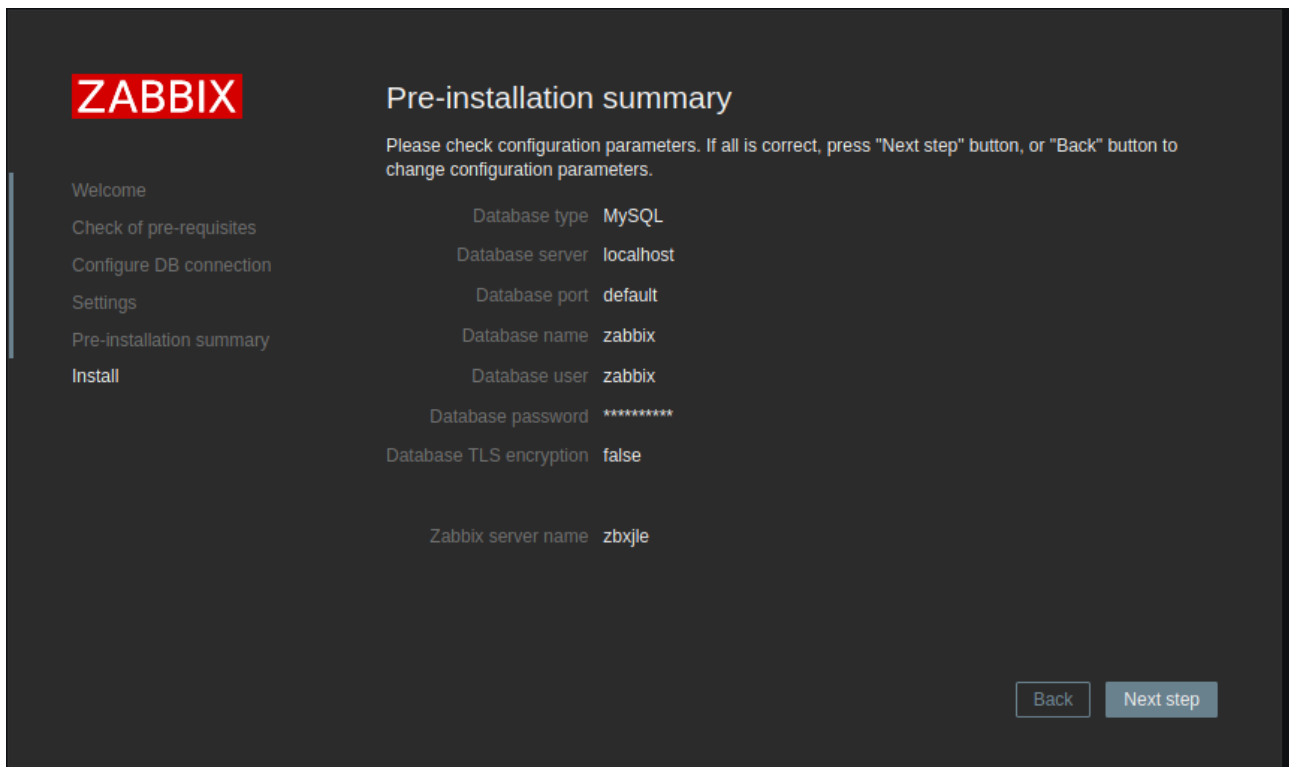 ZABBIX
Welcome
Check of pre-requisites
Configure DB connection
Settings
Pre-installation summary
Install
Pre-installation summary
Please check configuration parameters. If all is correct, press "Next step" button, or "Back" button to
change configuration parameters.
Database type MySQL
Database server localhost
Database port default
Database name zabbix
Database user zabbix
Database password **********
Database TLS encryption false
Zabbix server name zbxjle
Back Next step